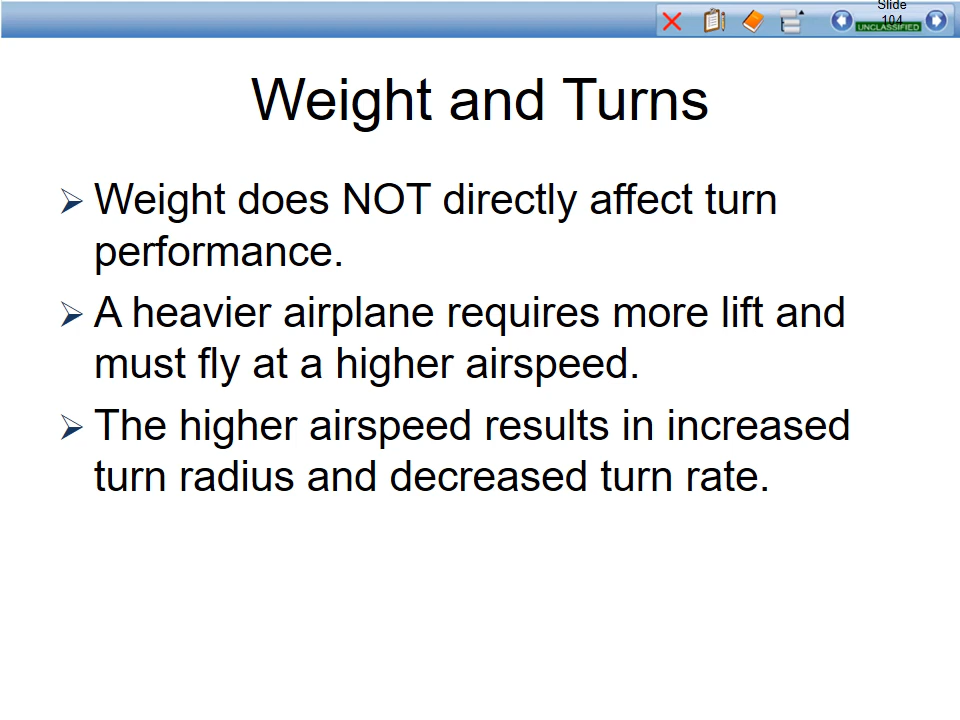 Slide
104
UNCLASSIFIED
Weight and Turns
Weight does NOT directly affect turn
performance.
A heavier airplane requires more lift and
must fly at a higher airspeed.
The higher airspeed results in increased
turn radius and decreased turn rate.